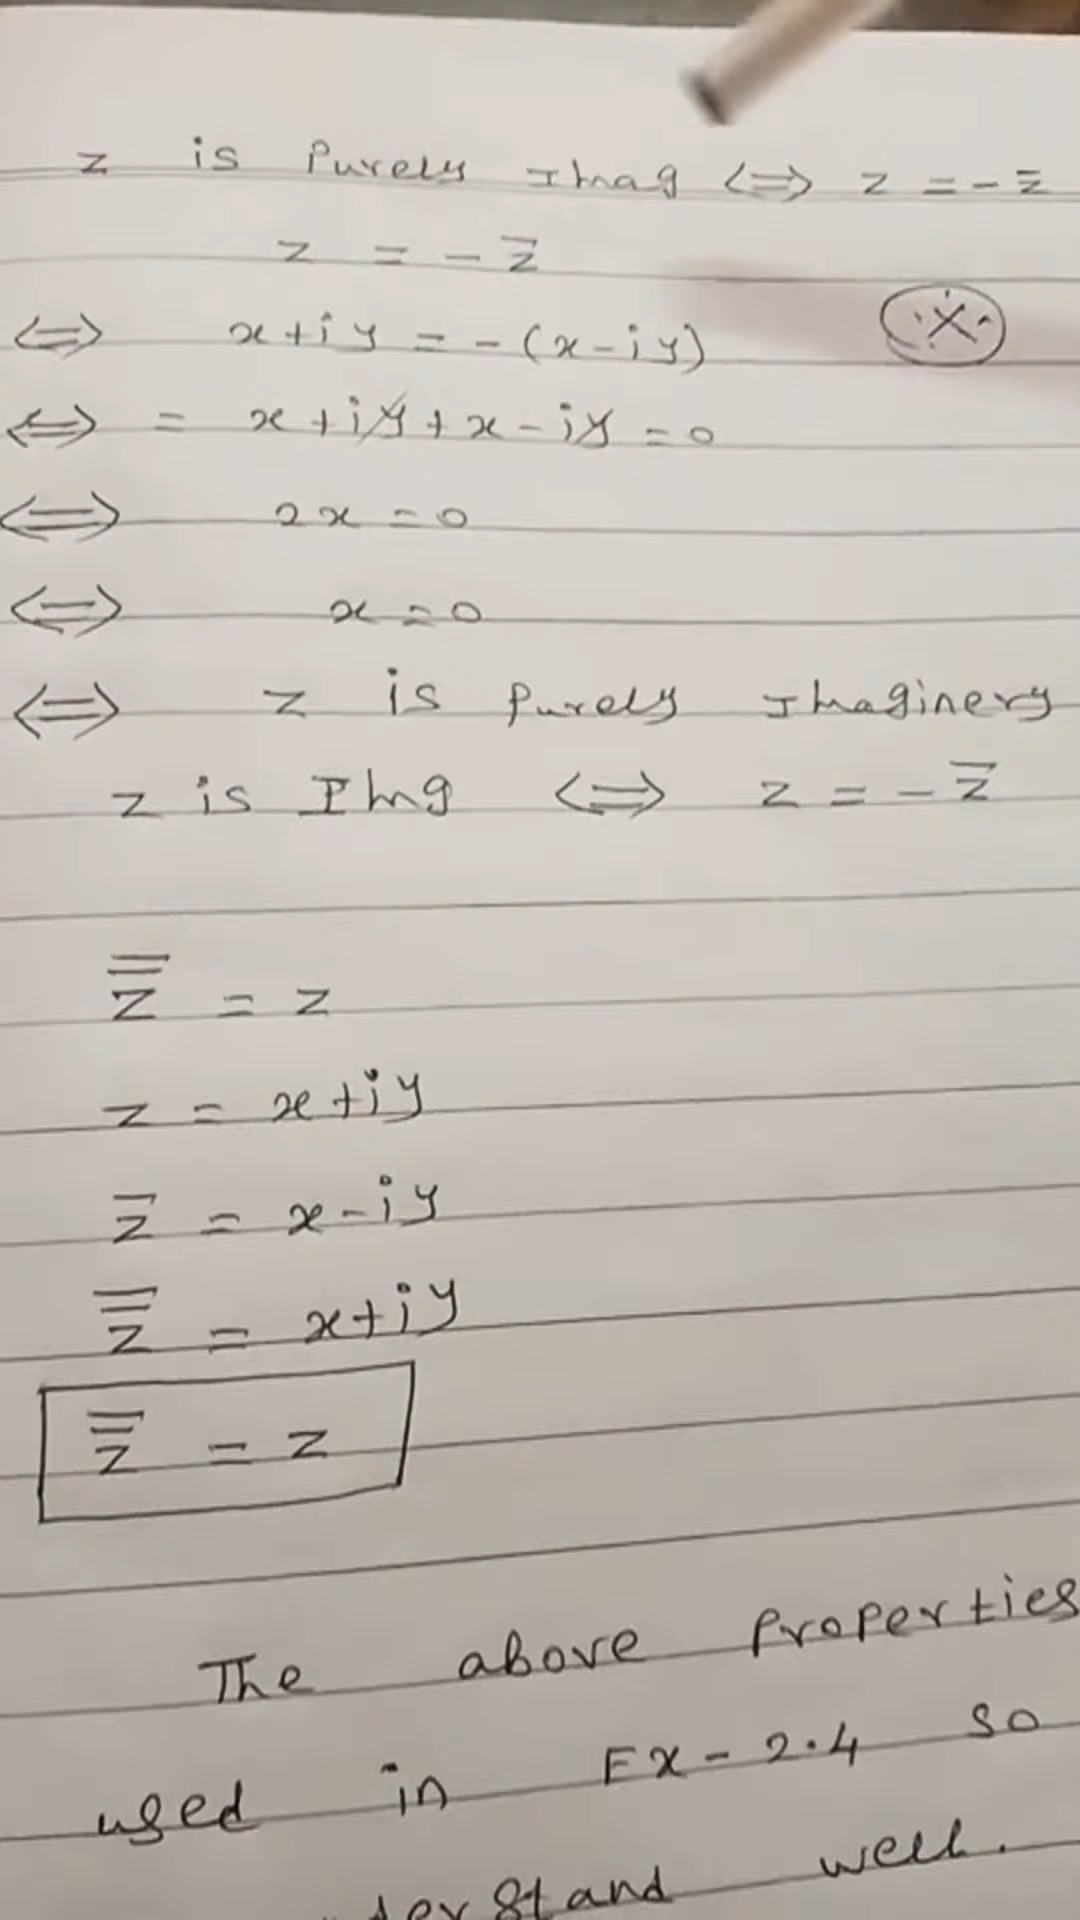 z is Purely Imag ⟺ z = - z̄
z = - z̄
⟺ x+iy = -(x-iy)
·X·
⟺ = x+iy+x-iy=0
⟺ 2x=0
⟺ x=0
⟺ z is Purely Imaginery
z is Img ⟺ z = - z̄
z̿ = z
z = x+iy
z̄ = x-iy
z̿ = x+iy
z̿ = z
The above Properties
used in EX-2.4 so
well.